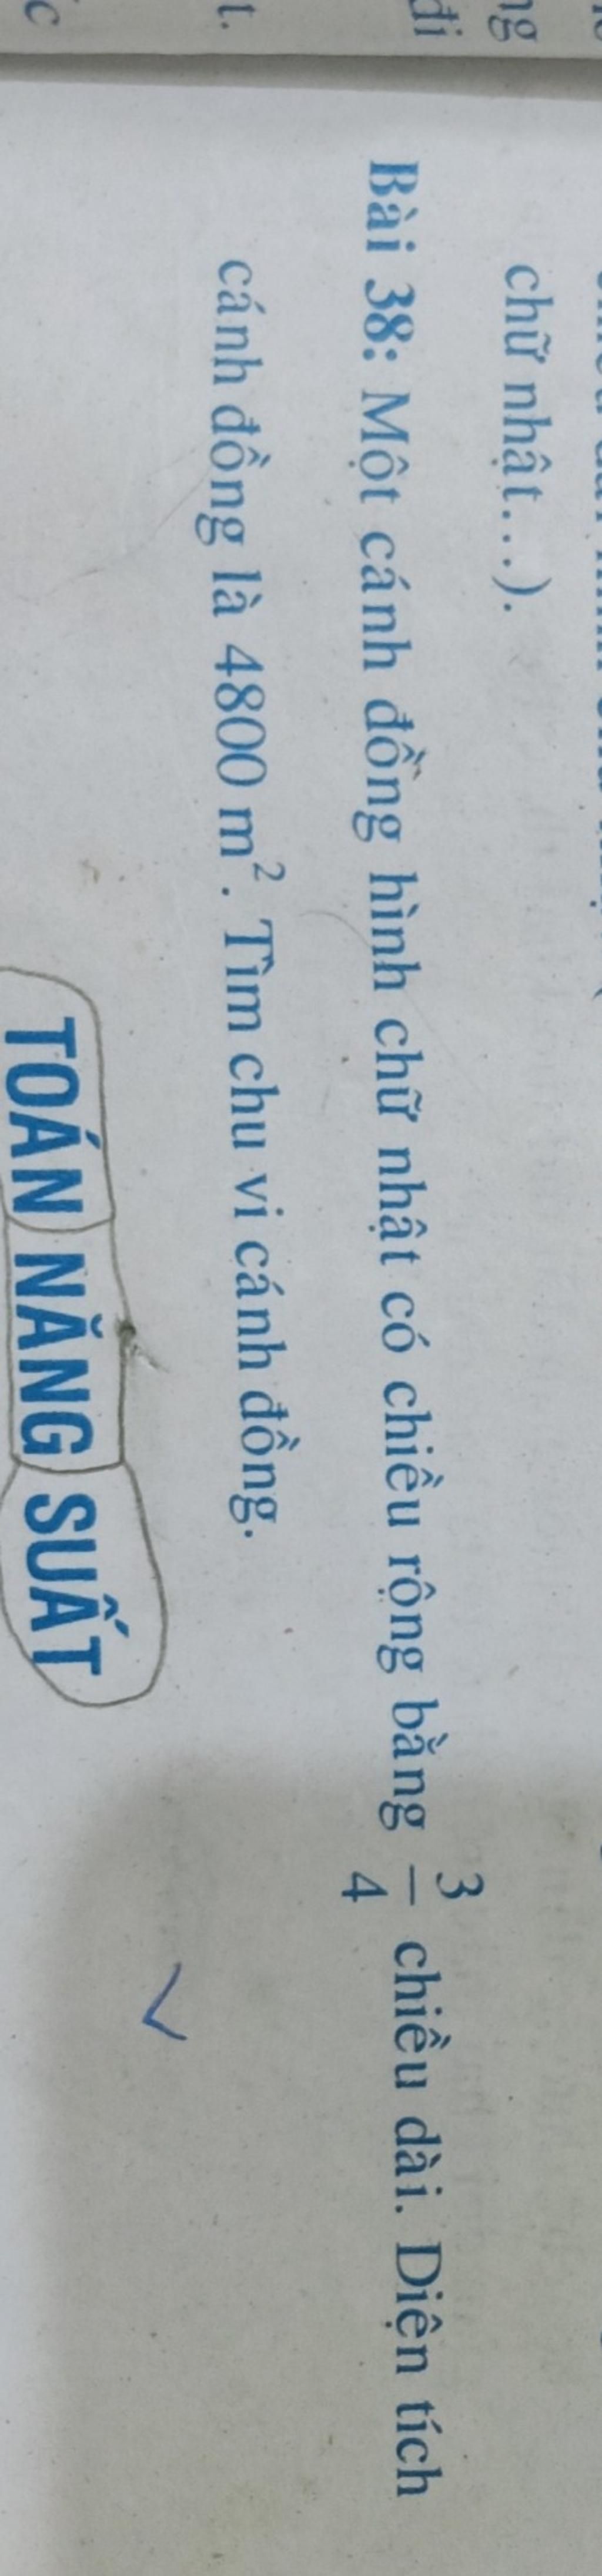 chữ nhật...).
Bài 38: Một cánh đồng hình chữ nhật có chiều rộng bằng 3/4 chiều dài. Diện tích
cánh đồng là 4800 m². Tìm chu vi cánh đồng.
TOÁN NĂNG SUẤT